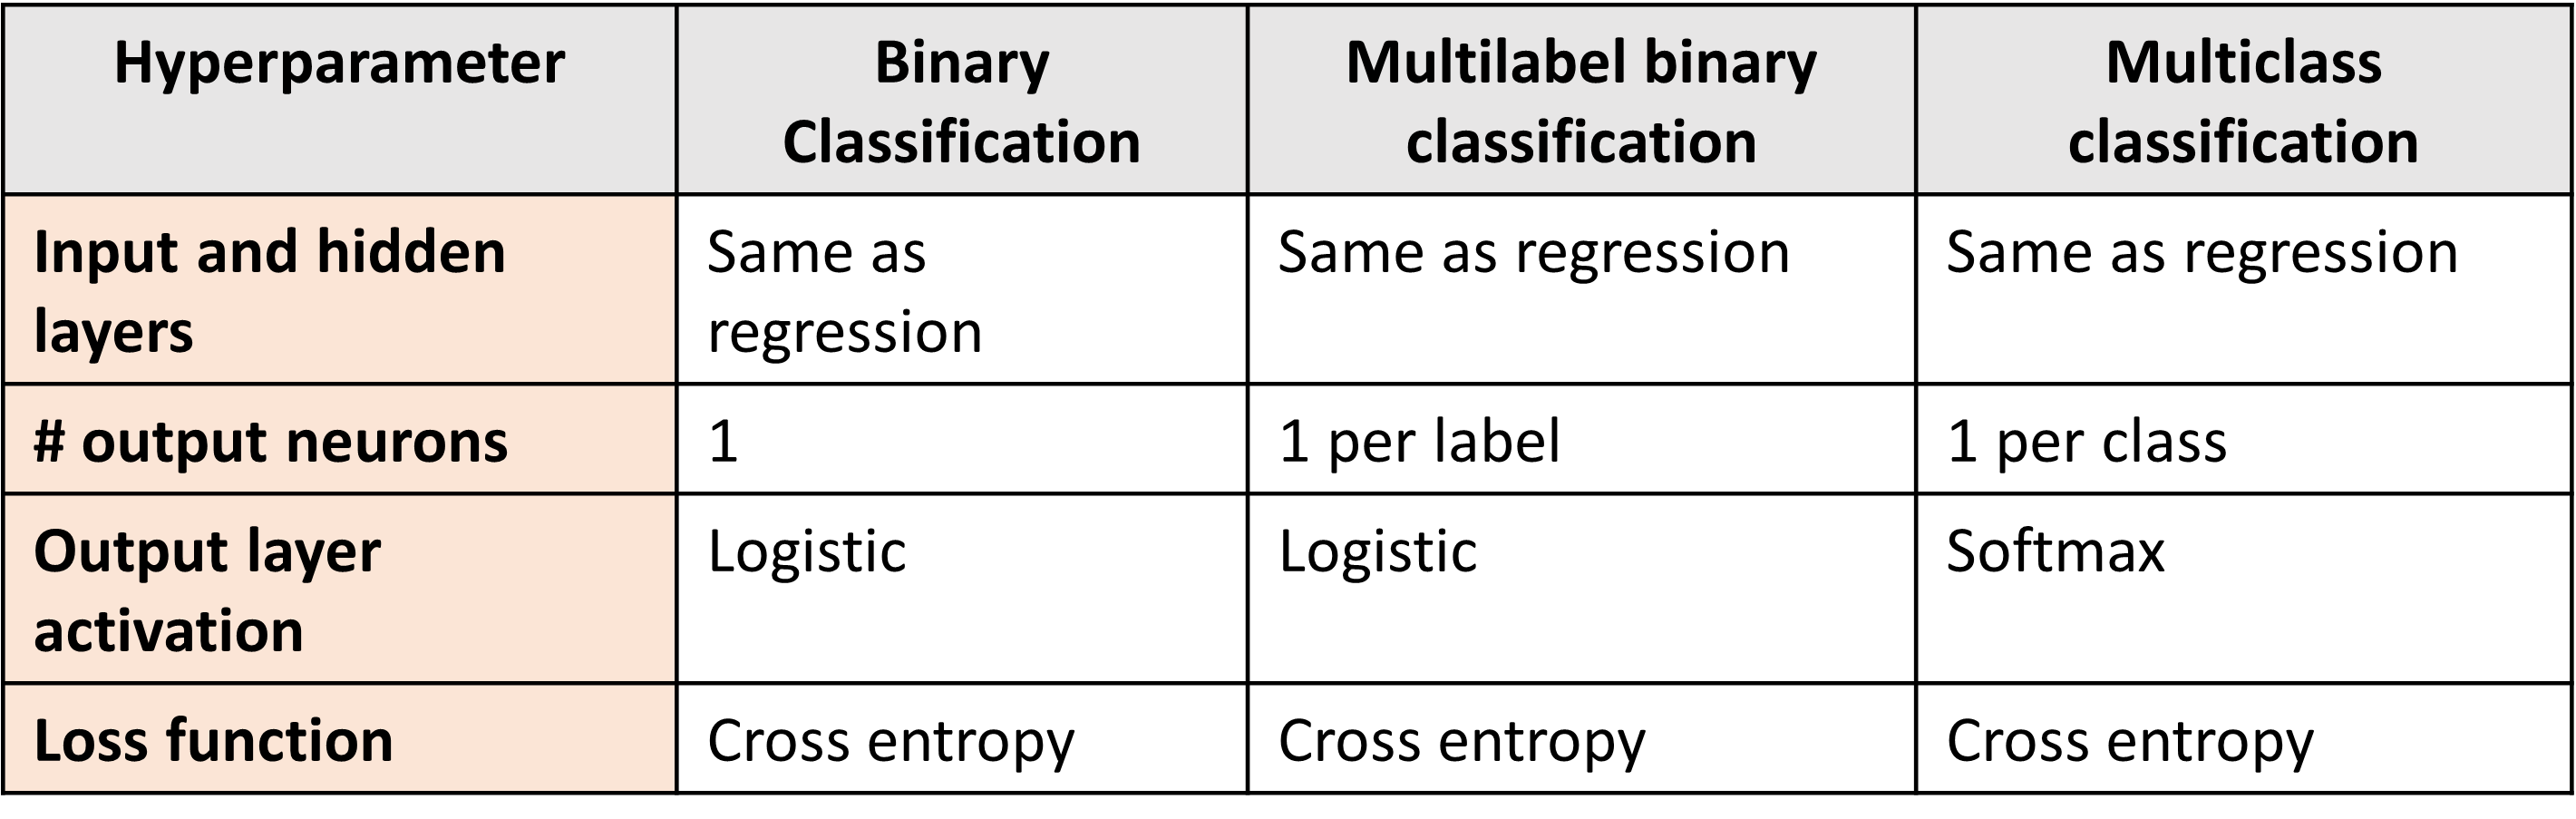 Hyperparameter
Binary
Classification
Multilabel binary
classification
Multiclass
classification
Input and hidden
layers
Same as
regression
Same as regression
Same as regression
# output neurons
1
1 per label
1 per class
Output layer
activation
Logistic
Logistic
Softmax
Loss function
Cross entropy
Cross entropy
Cross entropy